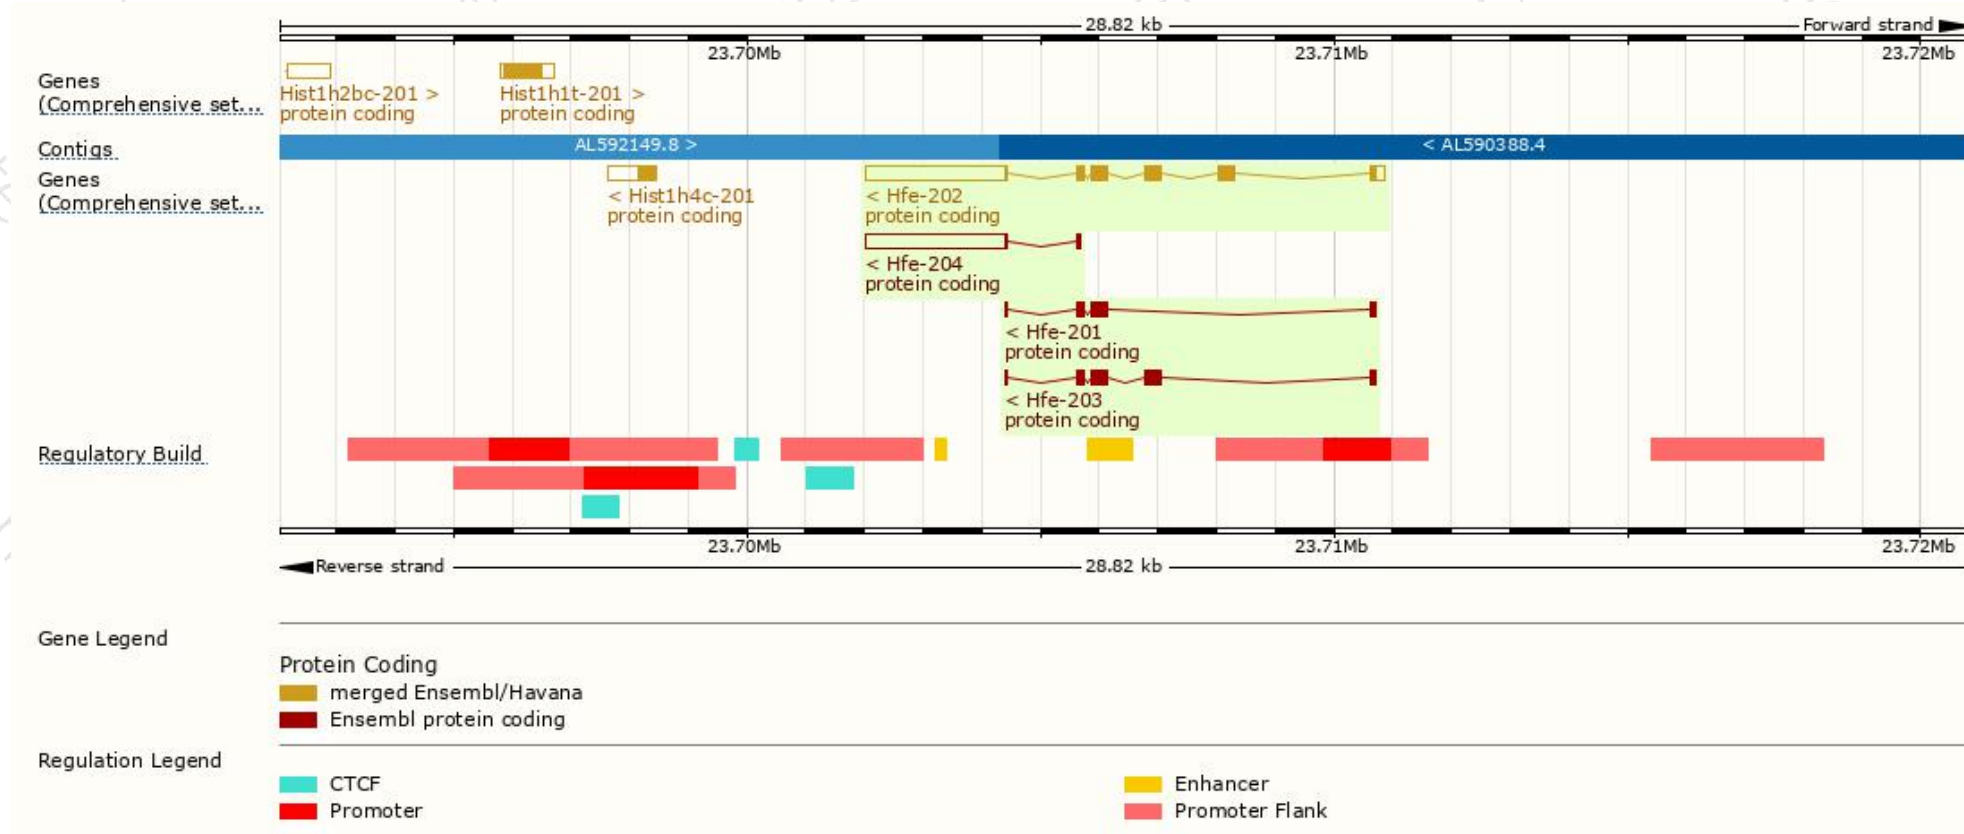 28.82 kb Forward strand
23.70Mb 23.71Mb 23.72Mb
Genes
(Comprehensive set...
Hist1h2bc-201 > Hist1h1t-201 >
protein coding protein coding
Contigs AL592149.8 > < AL590388.4
Genes
(Comprehensive set...
< Hist1h4c-201 < Hfe-202
protein coding protein coding
< Hfe-204
protein coding
< Hfe-201
protein coding
< Hfe-203
protein coding
Regulatory Build
23.70Mb 23.71Mb 23.72Mb
Reverse strand 28.82 kb
Gene Legend
Protein Coding
merged Ensembl/Havana
Ensembl protein coding
Regulation Legend
CTCF Enhancer
Promoter Promoter Flank